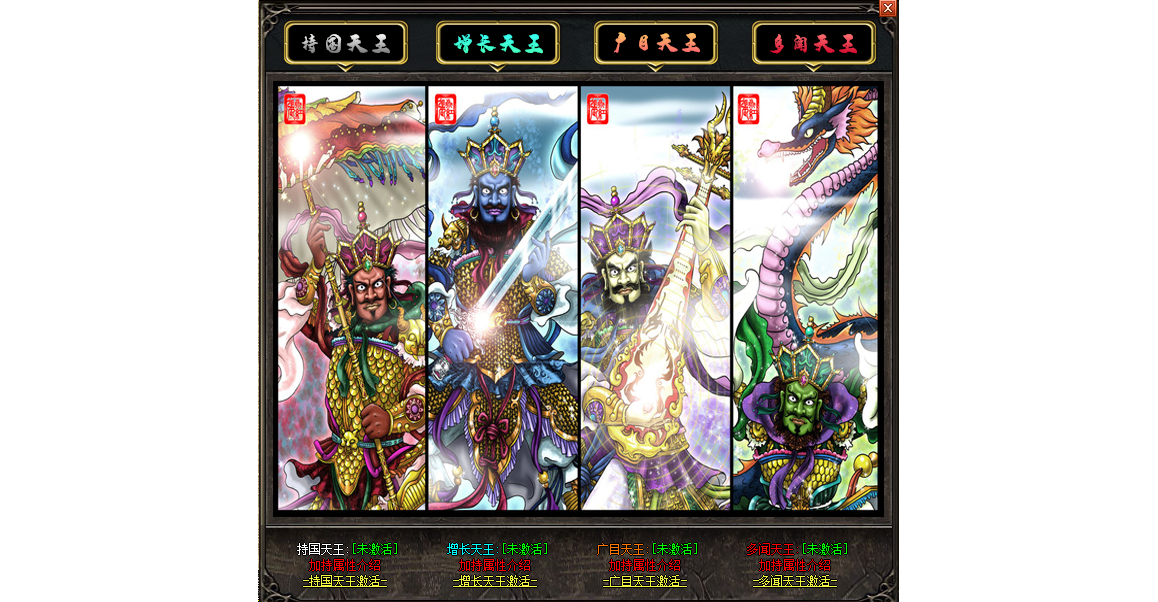 持国天王
增长天王
广目天王
多闻天王
持国天王:[未激活]
增长天王:[未激活]
广目天王:[未激活]
多闻天王:[未激活]
加持属性介绍
加持属性介绍
加持属性介绍
加持属性介绍
-持国天王激活-
-增长天王激活-
-广目天王激活-
-多闻天王激活-